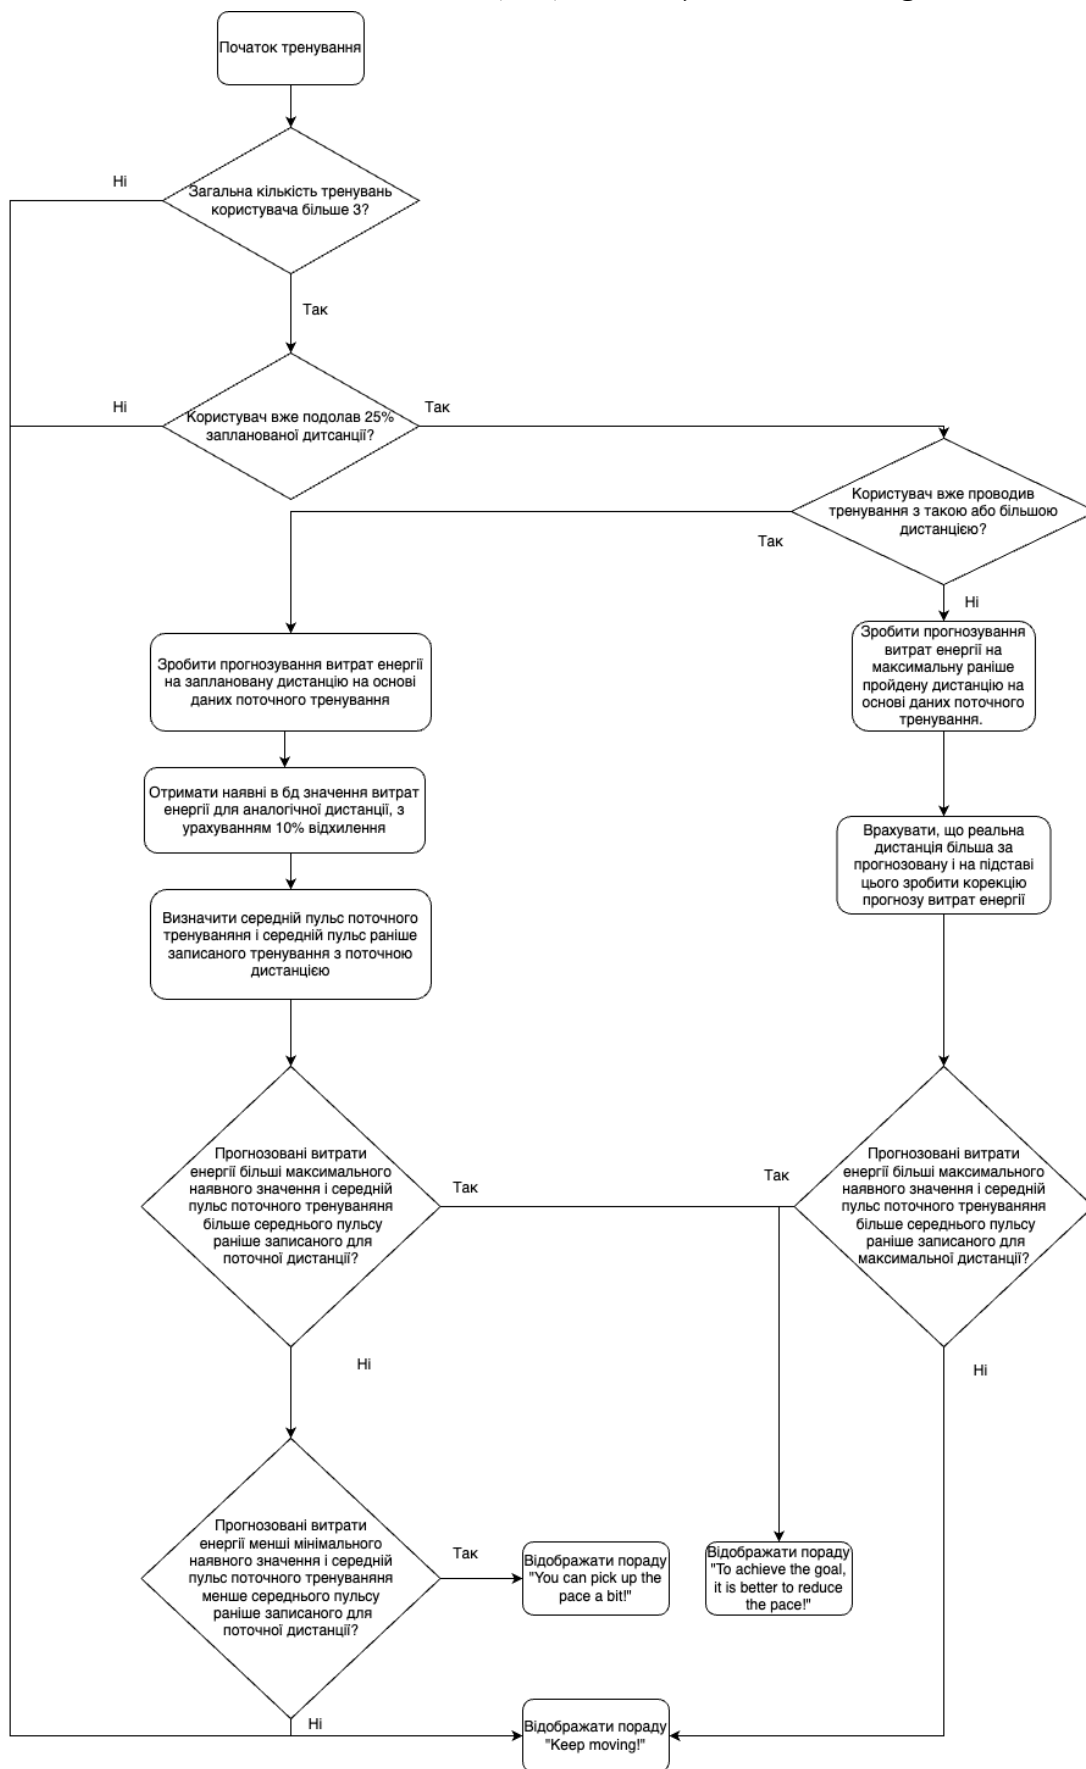 Початок тренування
Ні
Загальна кількість тренувань
користувача більше 3?
Так
Ні
Користувач вже подолав 25%
запланованої дитсанції?
Так
Користувач вже проводив
тренування з такою або більшою
дистанцією?
Так
Ні
Зробити прогнозування витрат енергії
на заплановану дистанцію на основі
даних поточного тренування
Зробити прогнозування
витрат енергії на
максимальну раніше
пройдену дистанцію на
основі даних поточного
тренування.
Отримати наявні в бд значення витрат
енергії для аналогічної дистанції, з
урахуванням 10% відхилення
Врахувати, що реальна
дистанція більша за
прогнозовану і на підставі
цього зробити корекцію
прогнозу витрат енергії
Визначити середній пульс поточного
тренуваняня і середній пульс раніше
записаного тренування з поточною
дистанцією
Прогнозовані витрати
енергії більші максимального
наявного значення і середній
пульс поточного тренуваняня
більше середнього пульсу
раніше записаного для
поточної дистанції?
Так
Так
Прогнозовані витрати
енергії більші максимального
наявного значення і середній
пульс поточного тренуваняня
більше середнього пульсу
раніше записаного для
максимальної дистанції?
Ні
Ні
Прогнозовані витрати
енергії менші мінімального
наявного значення і середній
пульс поточного тренуваняня
менше середнього пульсу
раніше записаного для
поточної дистанції?
Так
Відображати пораду
"You can pick up the
pace a bit!"
Відображати пораду
"To achieve the goal,
it is better to reduce
the pace!"
Ні
Відображати пораду
"Keep moving!"